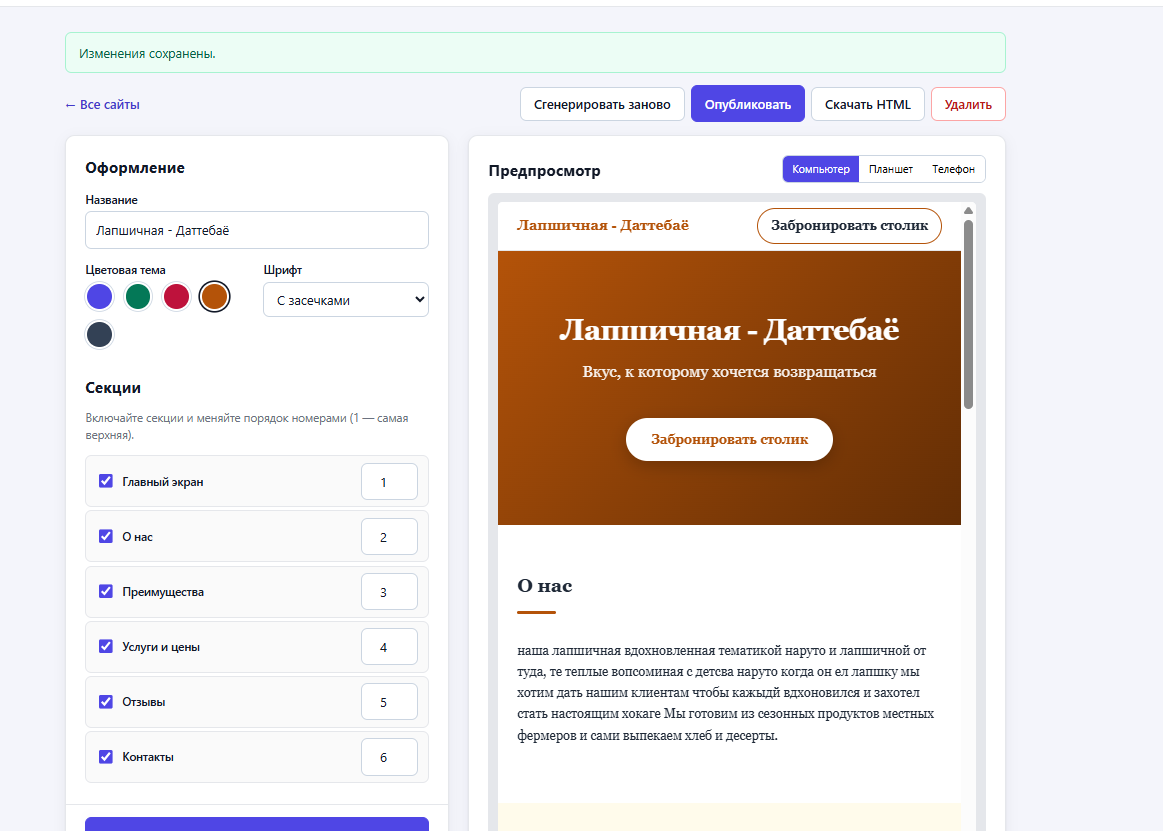 Изменения сохранены.
← Все сайты
Сгенерировать заново
Опубликовать
Скачать HTML
Удалить
Оформление
Название
Лапшичная - Даттебаё
Цветовая тема
Шрифт
С засечками
Секции
Включайте секции и меняйте порядок номерами (1 — самая
верхняя).
Главный экран 1
О нас 2
Преимущества 3
Услуги и цены 4
Отзывы 5
Контакты 6
Предпросмотр
Компьютер
Планшет
Телефон
Лапшичная - Даттебаё
Забронировать столик
Лапшичная - Даттебаё
Вкус, к которому хочется возвращаться
Забронировать столик
О нас
наша лапшичная вдохновленная тематикой наруто и лапшичной от
туда, те теплые вопсоминая с детсва наруто когда он ел лапшку мы
хотим дать нашим клиентам чтобы кажыдй вдхоновился и захотел
стать настоящим хокаге Мы готовим из сезонных продуктов местных
фермеров и сами выпекаем хлеб и десерты.